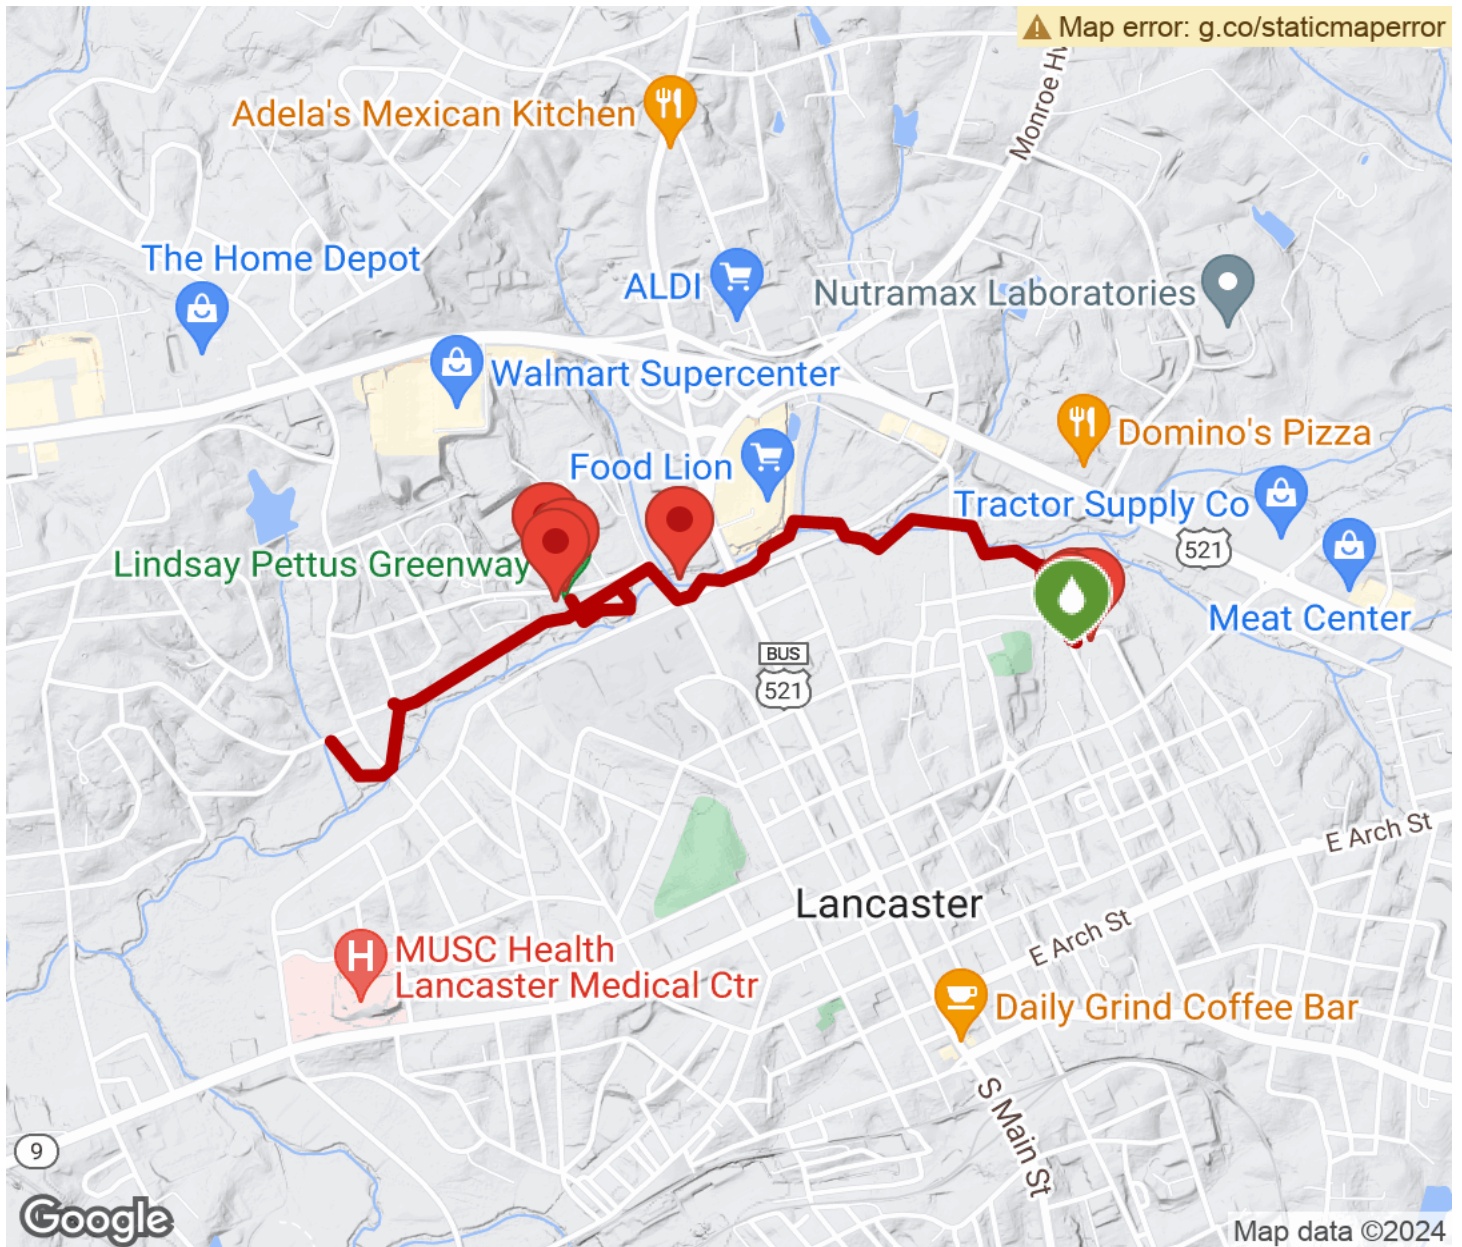 Map error: g.co/staticmaperror
Monroe Hw
Adela's Mexican Kitchen
The Home Depot
ALDI
Nutramax Laboratories
Walmart Supercenter
Domino's Pizza
Food Lion
Tractor Supply Co
521
Lindsay Pettus Greenway
Meat Center
BUS
521
E Arch St
Lancaster
E Arch St
H
MUSC Health
Lancaster Medical Ctr
Daily Grind Coffee Bar
S Main St
9
Google
Map data ©2024